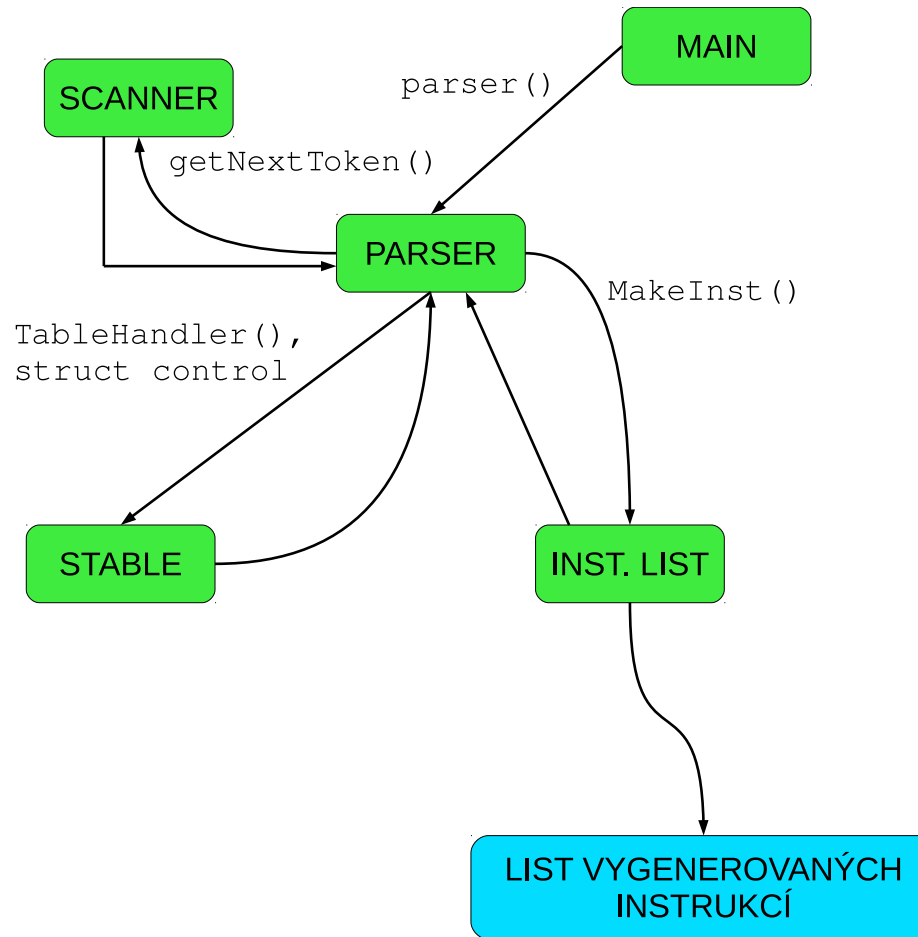 MAIN
SCANNER
parser()
getNextToken()
PARSER
MakeInst()
TableHandler(),
struct control
STABLE
INST. LIST
LIST VYGENEROVANÝCH
INSTRUKCÍ